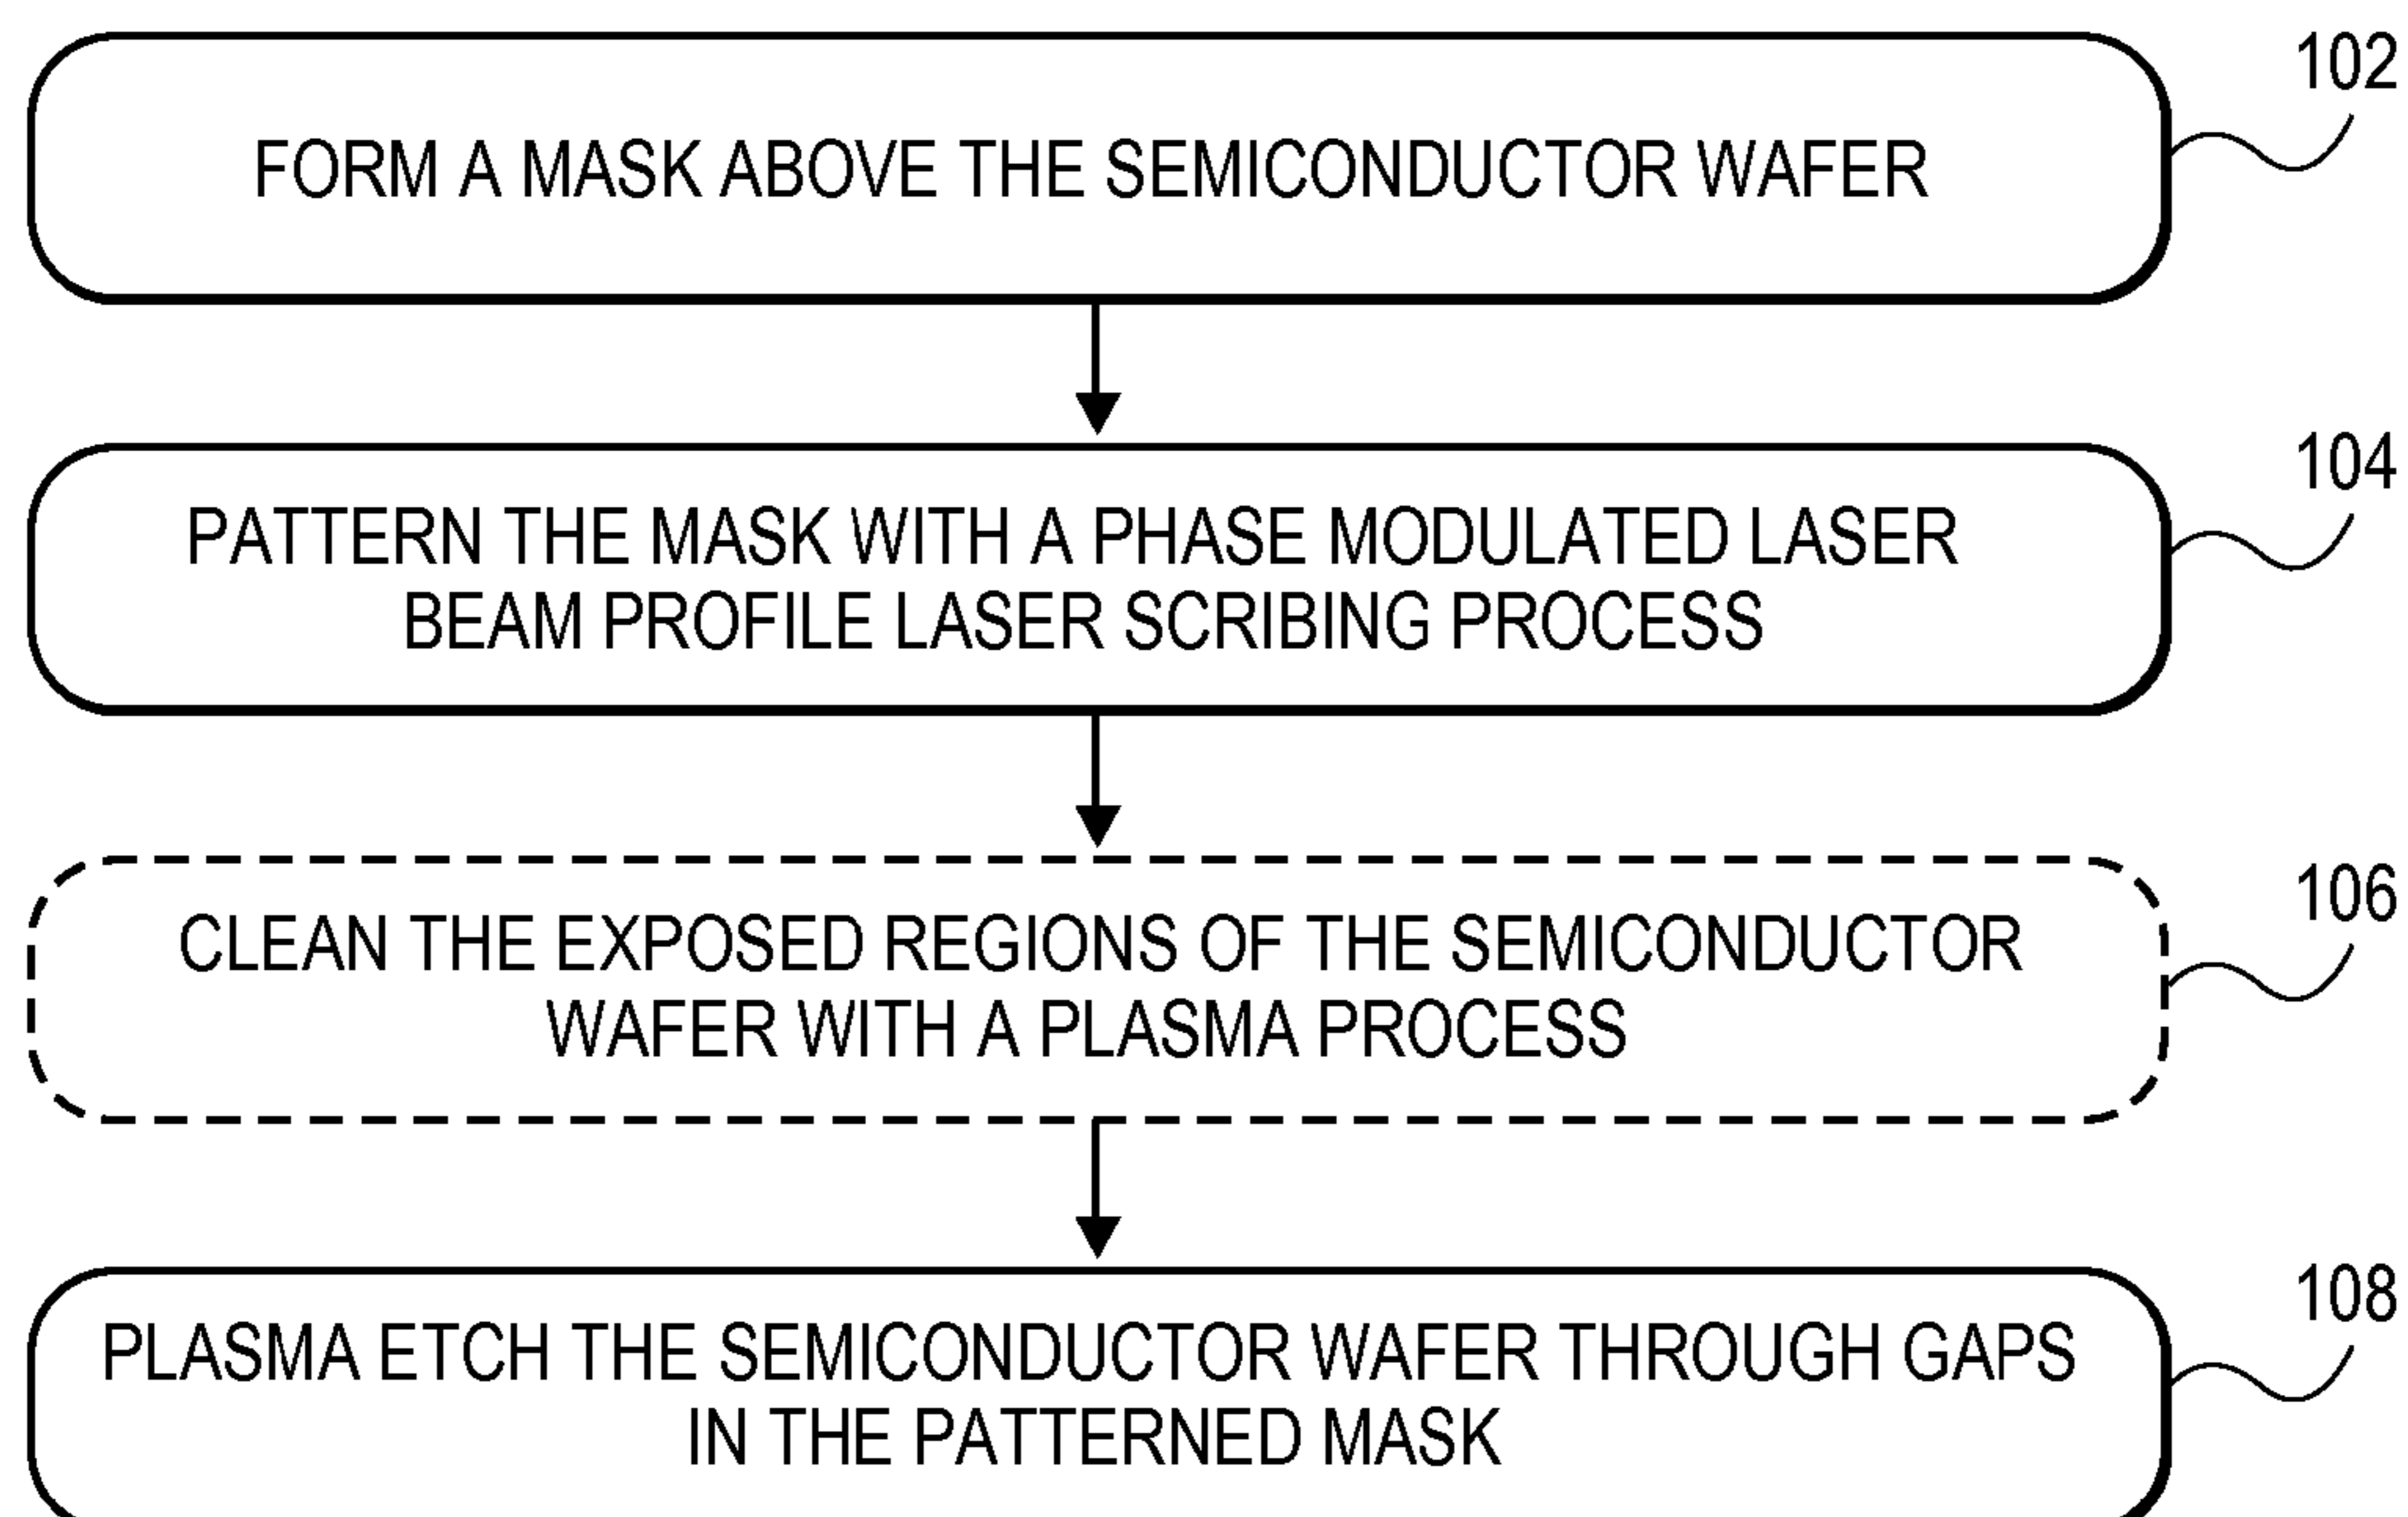 102
FORM A MASK ABOVE THE SEMICONDUCTOR WAFER
104
PATTERN THE MASK WITH A PHASE MODULATED LASER
BEAM PROFILE LASER SCRIBING PROCESS
106
CLEAN THE EXPOSED REGIONS OF THE SEMICONDUCTOR
WAFER WITH A PLASMA PROCESS
108
PLASMA ETCH THE SEMICONDUCTOR WAFER THROUGH GAPS
IN THE PATTERNED MASK